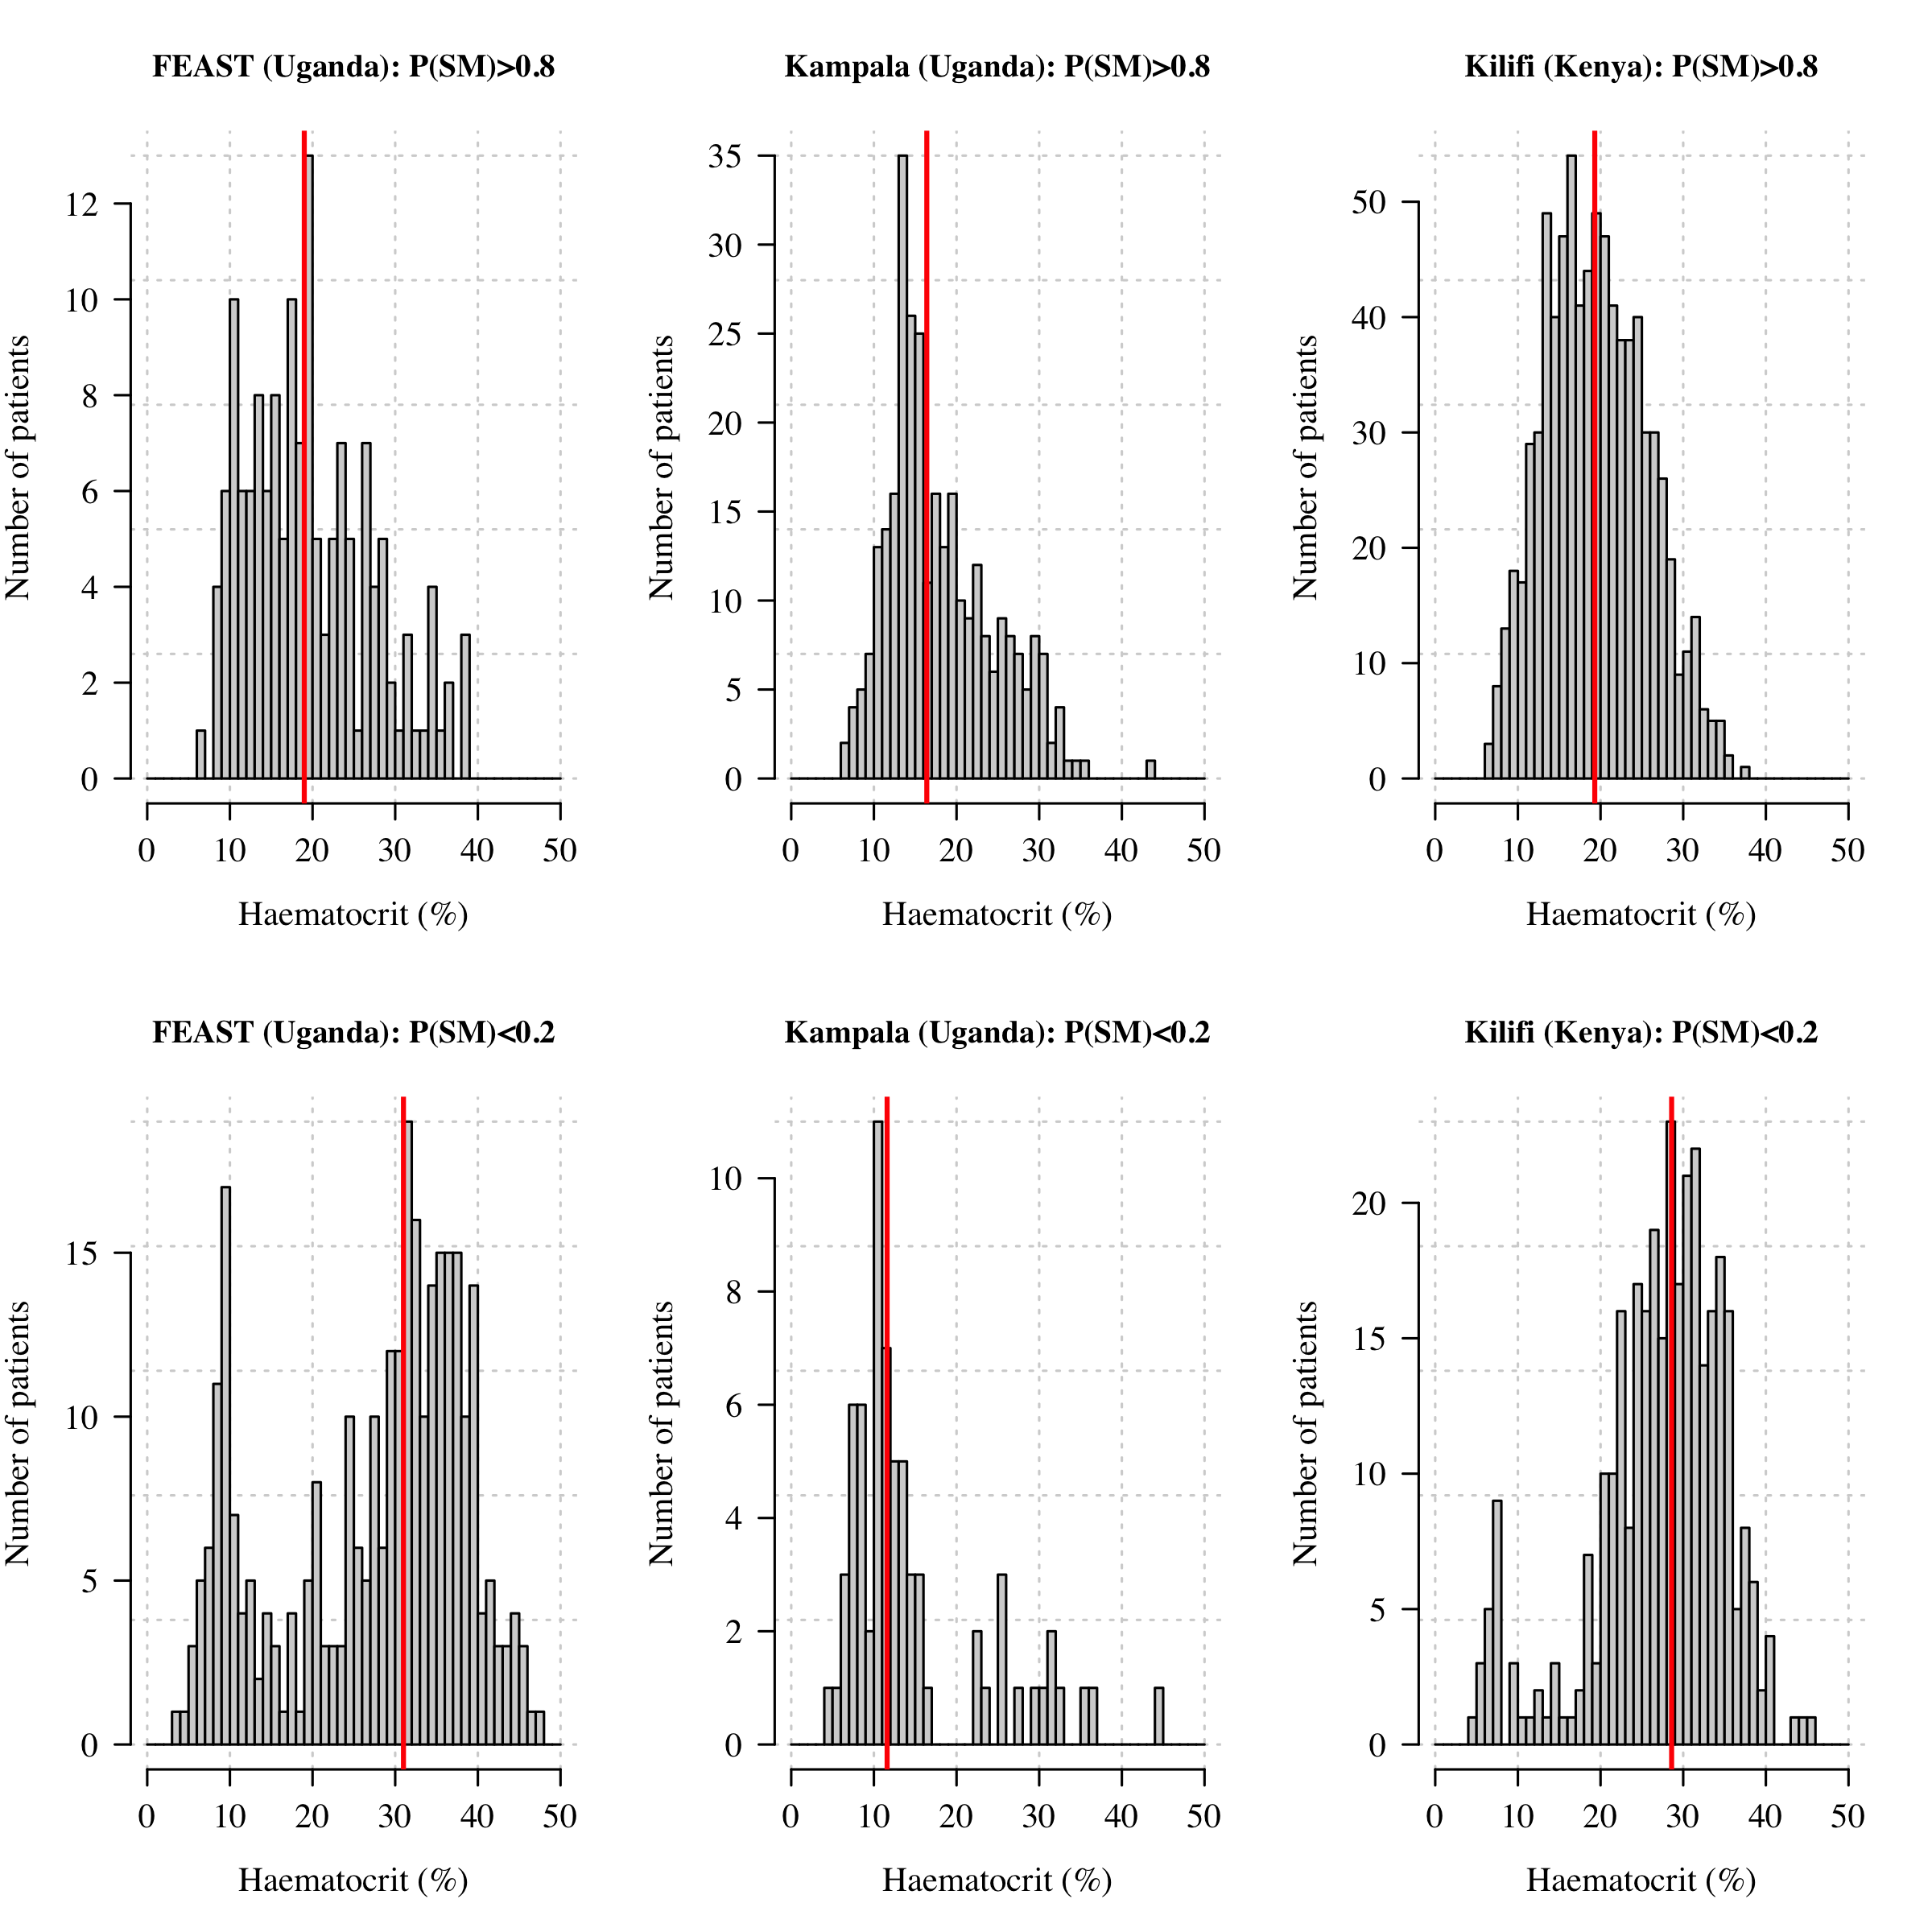 FEAST (Uganda): P(SM)>0.8
Number of patients
12
10
8
6
4
2
0
0 10 20 30 40 50
Haematocrit (%)
Kampala (Uganda): P(SM)>0.8
Number of patients
35
30
25
20
15
10
5
0
0 10 20 30 40 50
Haematocrit (%)
Kilifi (Kenya): P(SM)>0.8
Number of patients
50
40
30
20
10
0
0 10 20 30 40 50
Haematocrit (%)
FEAST (Uganda): P(SM)<0.2
Number of patients
15
10
5
0
0 10 20 30 40 50
Haematocrit (%)
Kampala (Uganda): P(SM)<0.2
Number of patients
10
8
6
4
2
0
0 10 20 30 40 50
Haematocrit (%)
Kilifi (Kenya): P(SM)<0.2
Number of patients
20
15
10
5
0
0 10 20 30 40 50
Haematocrit (%)